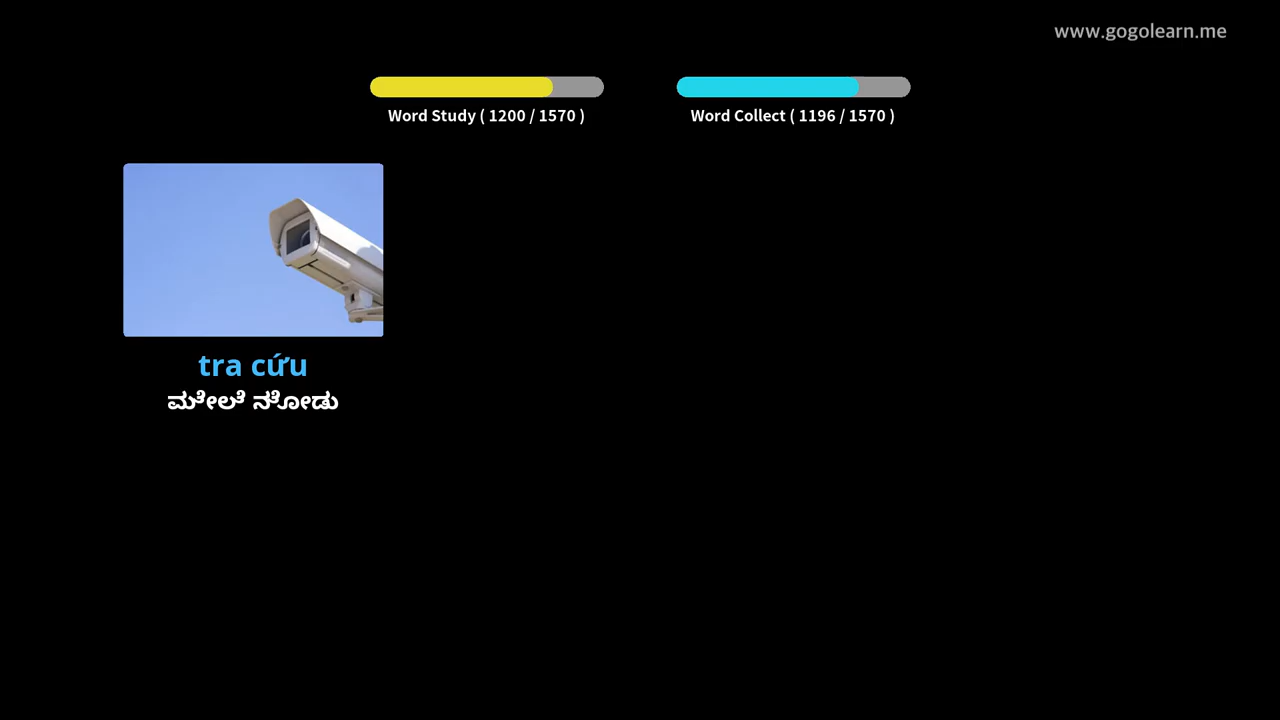 www.gogolearn.me
Word Study ( 1200 / 1570 )
Word Collect ( 1196 / 1570 )
tra cứu
ಮೇಲೆ ನೋಡು